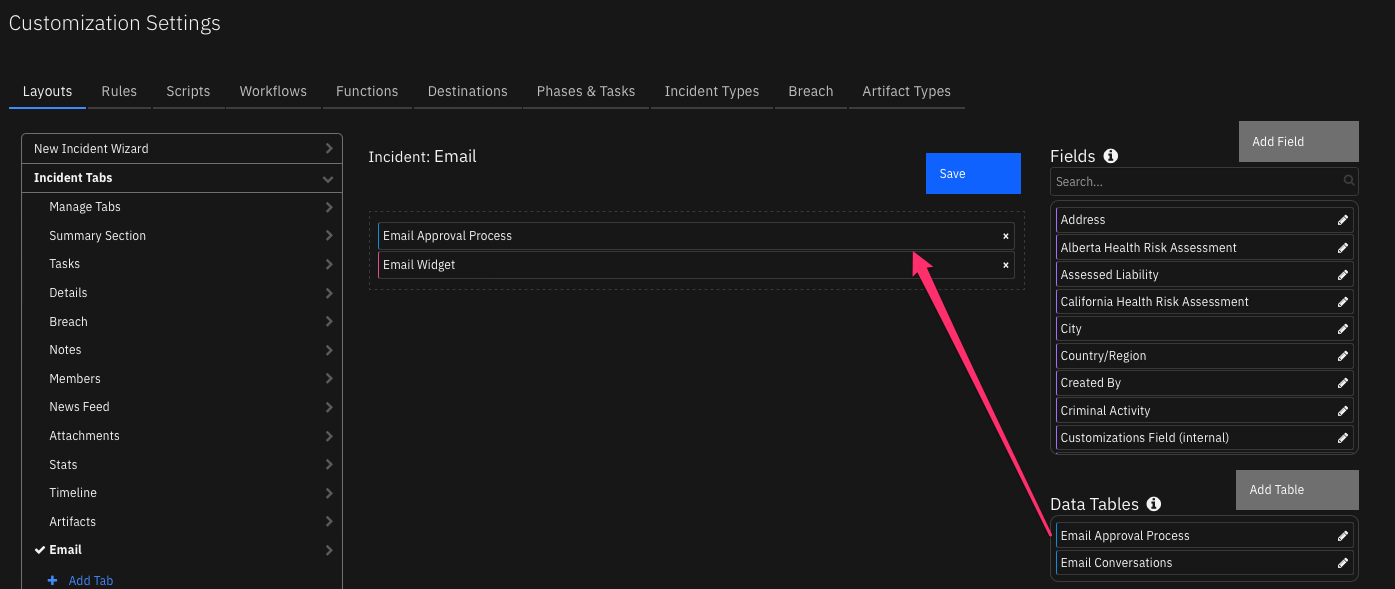 Customization Settings
Layouts Rules Scripts Workflows Functions Destinations Phases & Tasks Incident Types Breach Artifact Types
New Incident Wizard
Incident Tabs
Manage Tabs
Summary Section
Tasks
Details
Breach
Notes
Members
News Feed
Attachments
Stats
Timeline
Artifacts
Email
Add Tab
Incident: Email
Save
Email Approval Process
Email Widget
Add Field
Fields
Search...
Address
Alberta Health Risk Assessment
Assessed Liability
California Health Risk Assessment
City
Country/Region
Created By
Criminal Activity
Customizations Field (internal)
Add Table
Data Tables
Email Approval Process
Email Conversations